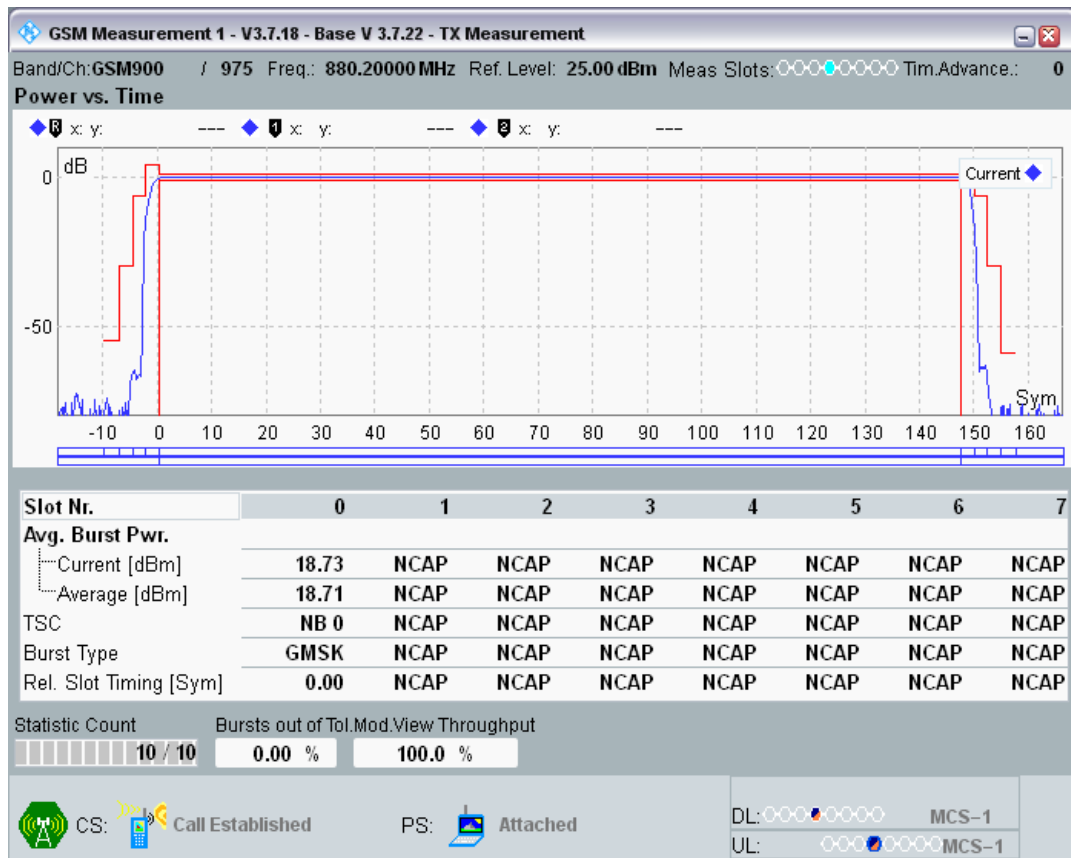 GSM Measurement 1 - V3.7.18 - Base V 3.7.22 - TX Measurement
Band/Ch:GSM900 / 975 Freq.: 880.20000 MHz Ref. Level: 25.00 dBm Meas Slots: Tim.Advance.: 0
Power vs. Time
R x: y: --- 1 x: y: --- 2 x: y: ---
dB
Current
0
-50
Sym
-10 0 10 20 30 40 50 60 70 80 90 100 110 120 130 140 150 160
Slot Nr. 0 1 2 3 4 5 6 7
Avg. Burst Pwr.
Current [dBm] 18.73 NCAP NCAP NCAP NCAP NCAP NCAP NCAP
Average [dBm] 18.71 NCAP NCAP NCAP NCAP NCAP NCAP NCAP
TSC NB 0 NCAP NCAP NCAP NCAP NCAP NCAP NCAP
Burst Type GMSK NCAP NCAP NCAP NCAP NCAP NCAP NCAP
Rel. Slot Timing [Sym] 0.00 NCAP NCAP NCAP NCAP NCAP NCAP NCAP
Statistic Count Bursts out of Tol.Mod.View Throughput
10 / 10 0.00 % 100.0 %
CS: Call Established PS: Attached
DL: MCS-1
UL: MCS-1